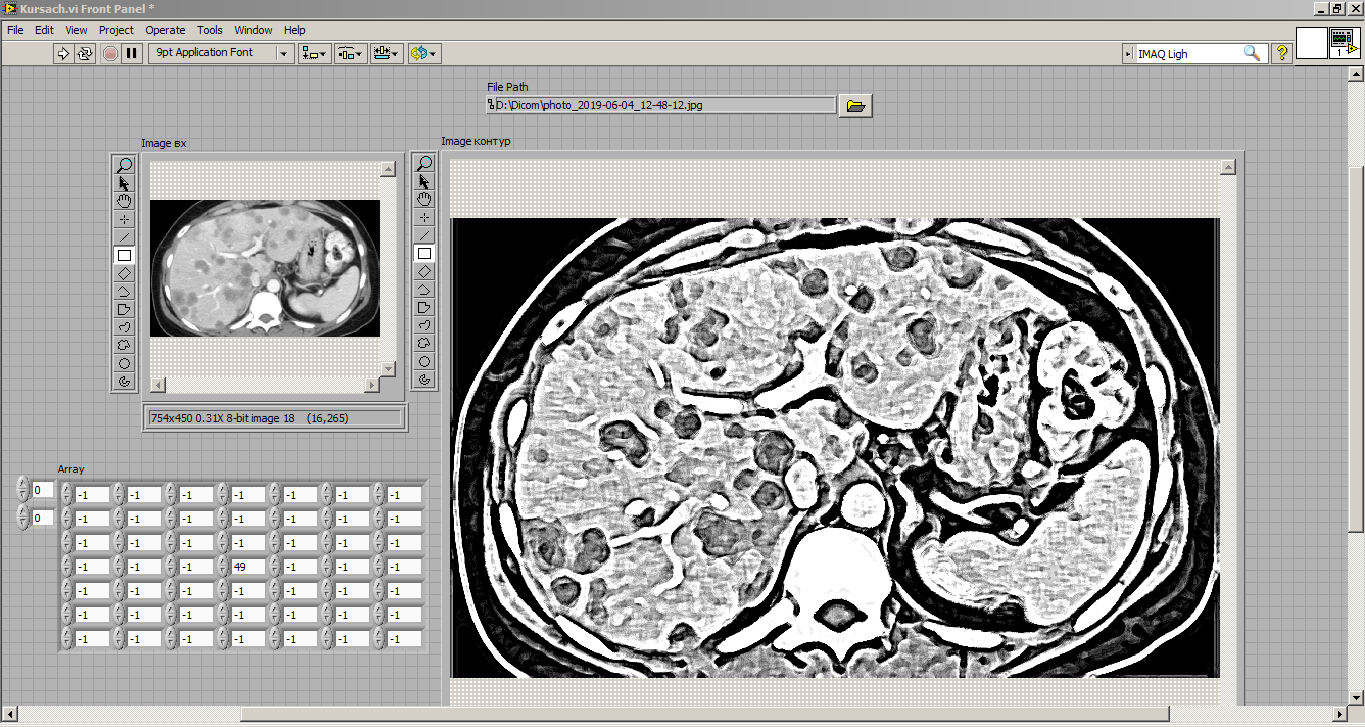 Kursach.vi Front Panel *
File Edit View Project Operate Tools Window Help
9pt Application Font
IMAQ Ligh
?
1
File Path
D:\Dicom\photo_2019-06-04_12-48-12.jpg
Image вх
Image контур
754x450 0.31X 8-bit image 18 (16,265)
Array
0
0
-1 -1 -1 -1 -1 -1 -1
-1 -1 -1 -1 -1 -1 -1
-1 -1 -1 -1 -1 -1 -1
-1 -1 -1 49 -1 -1 -1
-1 -1 -1 -1 -1 -1 -1
-1 -1 -1 -1 -1 -1 -1
-1 -1 -1 -1 -1 -1 -1